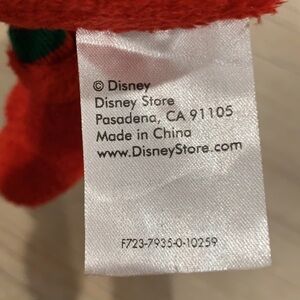 © Disney
Disney Store
Pasadena, CA 91105
Made in China
www.DisneyStore.com
F723-7935-0-10259